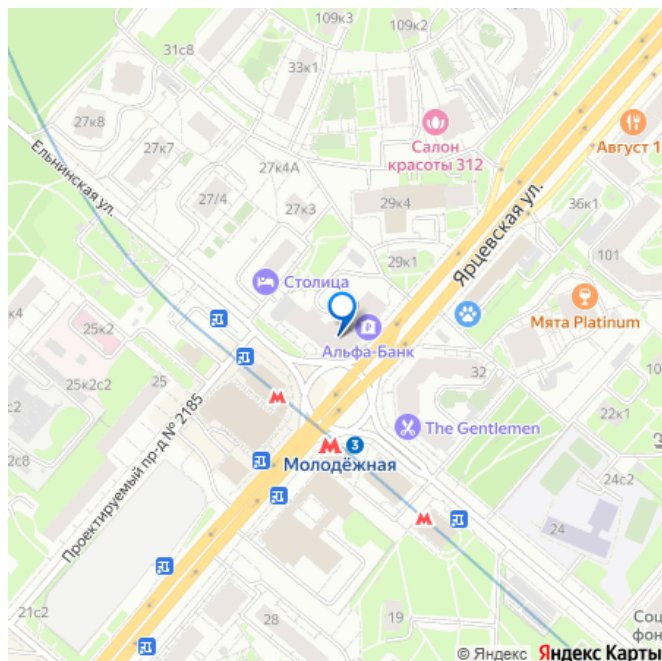 109к3
109к2
31с8
33к1
27к8
Салон
красоты 312
Август 1
27к7
27к4А
Ельнинская ул.
27/4
27к3
29к4
Ярцевская ул.
36к1
29к1
101
Столица
Мята Platinum
к4
25к2
Альфа-Банк
32
25
25к2с2
The Gentlemen
22к1
Проектируемый пр-д № 2185
3
Молодёжная
2с8
24с2
24
21с2
28
19
Соц
фон
© Яндекс Яндекс Карты